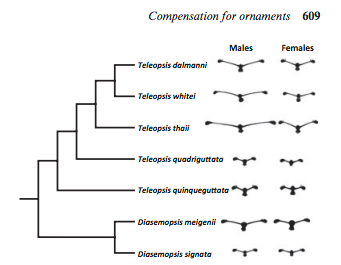 Compensation for ornaments 609
Males Females
Teleopsis dalmanni
Teleopsis whitei
Teleopsis thaii
Teleopsis quadriguttata
Teleopsis quinqueguttata
Diasemopsis meigenii
Diasemopsis signata